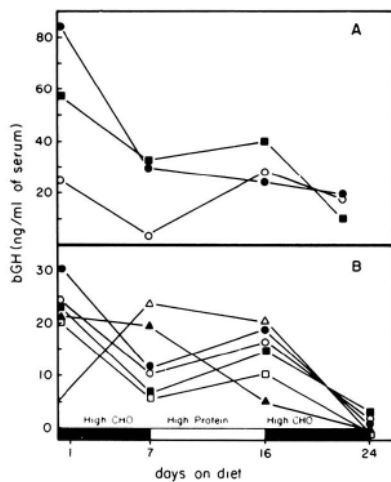 80
A
60
40
20
bGH (ng/ml of serum)
30
B
20
10
0
High CHO High Protein High CHO
1 7 16 24
days on diet